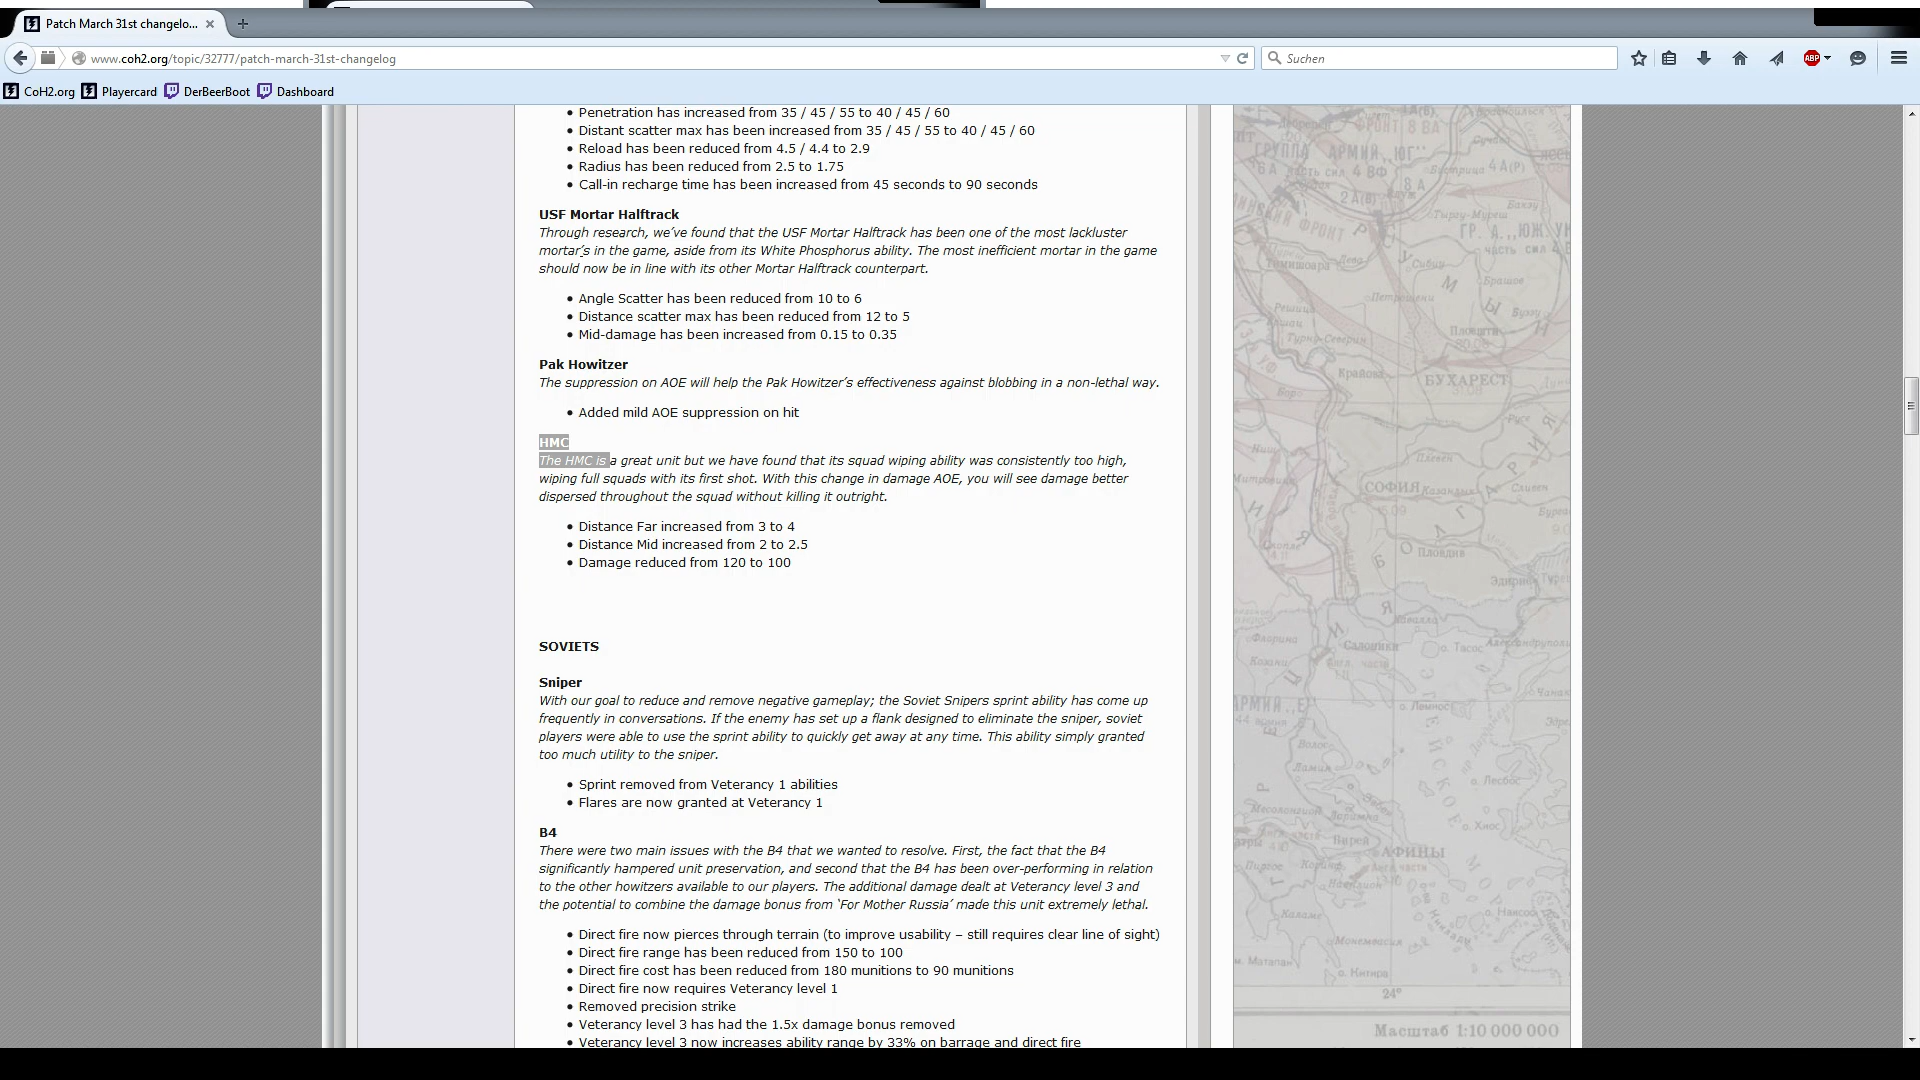 Patch March 31st changelo...
www.coh2.org/topic/32777/patch-march-31st-changelog
Suchen
ABP
CoH2.org
Playercard
DerBeerBoot
Dashboard
• Penetration has increased from 35 / 45 / 55 to 40 / 45 / 60
• Distant scatter max has been increased from 35 / 45 / 55 to 40 / 45 / 60
• Reload has been reduced from 4.5 / 4.4 to 2.9
• Radius has been reduced from 2.5 to 1.75
• Call-in recharge time has been increased from 45 seconds to 90 seconds
USF Mortar Halftrack
Through research, we’ve found that the USF Mortar Halftrack has been one of the most lackluster
mortar’s in the game, aside from its White Phosphorus ability. The most inefficient mortar in the game
should now be in line with its other Mortar Halftrack counterpart.
• Angle Scatter has been reduced from 10 to 6
• Distance scatter max has been reduced from 12 to 5
• Mid-damage has been increased from 0.15 to 0.35
Pak Howitzer
The suppression on AOE will help the Pak Howitzer’s effectiveness against blobbing in a non-lethal way.
• Added mild AOE suppression on hit
HMC
The HMC is a great unit but we have found that its squad wiping ability was consistently too high,
wiping full squads with its first shot. With this change in damage AOE, you will see damage better
dispersed throughout the squad without killing it outright.
• Distance Far increased from 3 to 4
• Distance Mid increased from 2 to 2.5
• Damage reduced from 120 to 100
SOVIETS
Sniper
With our goal to reduce and remove negative gameplay; the Soviet Snipers sprint ability has come up
frequently in conversations. If the enemy has set up a flank designed to eliminate the sniper, soviet
players were able to use the sprint ability to quickly get away at any time. This ability simply granted
too much utility to the sniper.
• Sprint removed from Veterancy 1 abilities
• Flares are now granted at Veterancy 1
B4
There were two main issues with the B4 that we wanted to resolve. First, the fact that the B4
significantly hampered unit preservation, and second that the B4 has been over-performing in relation
to the other howitzers available to our players. The additional damage dealt at Veterancy level 3 and
the potential to combine the damage bonus from ‘For Mother Russia’ made this unit extremely lethal.
• Direct fire now pierces through terrain (to improve usability – still requires clear line of sight)
• Direct fire range has been reduced from 150 to 100
• Direct fire cost has been reduced from 180 munitions to 90 munitions
• Direct fire now requires Veterancy level 1
• Removed precision strike
• Veterancy level 3 has had the 1.5x damage bonus removed
• Veterancy level 3 now increases ability range by 33% on barrage and direct fire
ФРОНТ 8 ВА
ГРУППА АРМИЙ „ЮГ“
8 А
Крайова
БУХАРЕСТ
Плевен
СОФИЯ
Пловдив
Салоники
АФИНЫ
24°
Масштаб 1:10 000 000